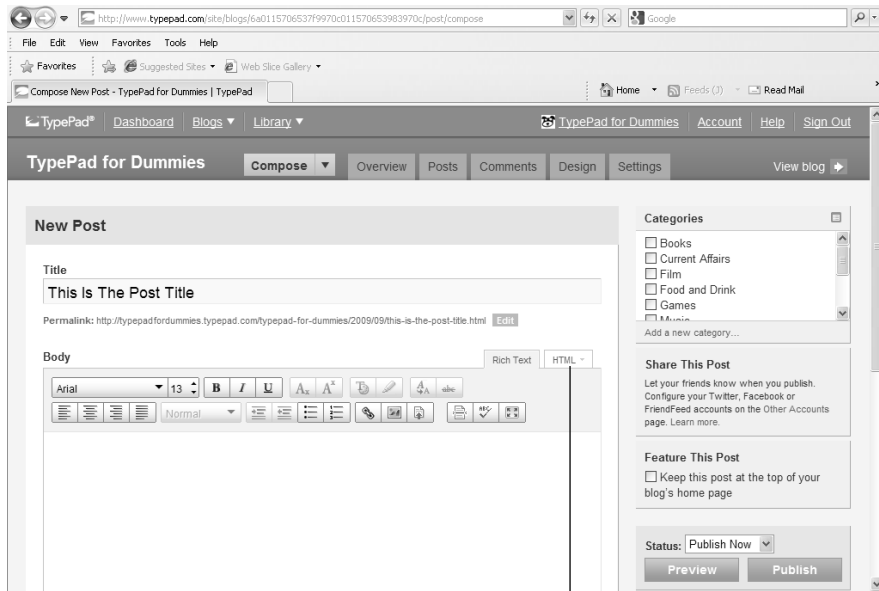 http://www.typepad.com/site/blogs/6a0115706537f9970c011570653983970c/post/compose
Google
File Edit View Favorites Tools Help
Favorites Suggested Sites Web Slice Gallery
Compose New Post - TypePad for Dummies | TypePad
Home Feeds (J) Read Mail
TypePad® Dashboard Blogs Library TypePad for Dummies Account Help Sign Out
TypePad for Dummies Compose Overview Posts Comments Design Settings View blog
New Post
Title
This Is The Post Title
Permalink: http://typepadfordummies.typepad.com/typepad-for-dummies/2009/09/this-is-the-post-title.html Edit
Body Rich Text HTML
Arial 13 B I U
Normal
Categories
Books
Current Affairs
Film
Food and Drink
Games
Music
Add a new category...
Share This Post
Let your friends know when you publish.
Configure your Twitter, Facebook or
FriendFeed accounts on the Other Accounts
page. Learn more.
Feature This Post
Keep this post at the top of your
blog's home page
Status: Publish Now
Preview Publish